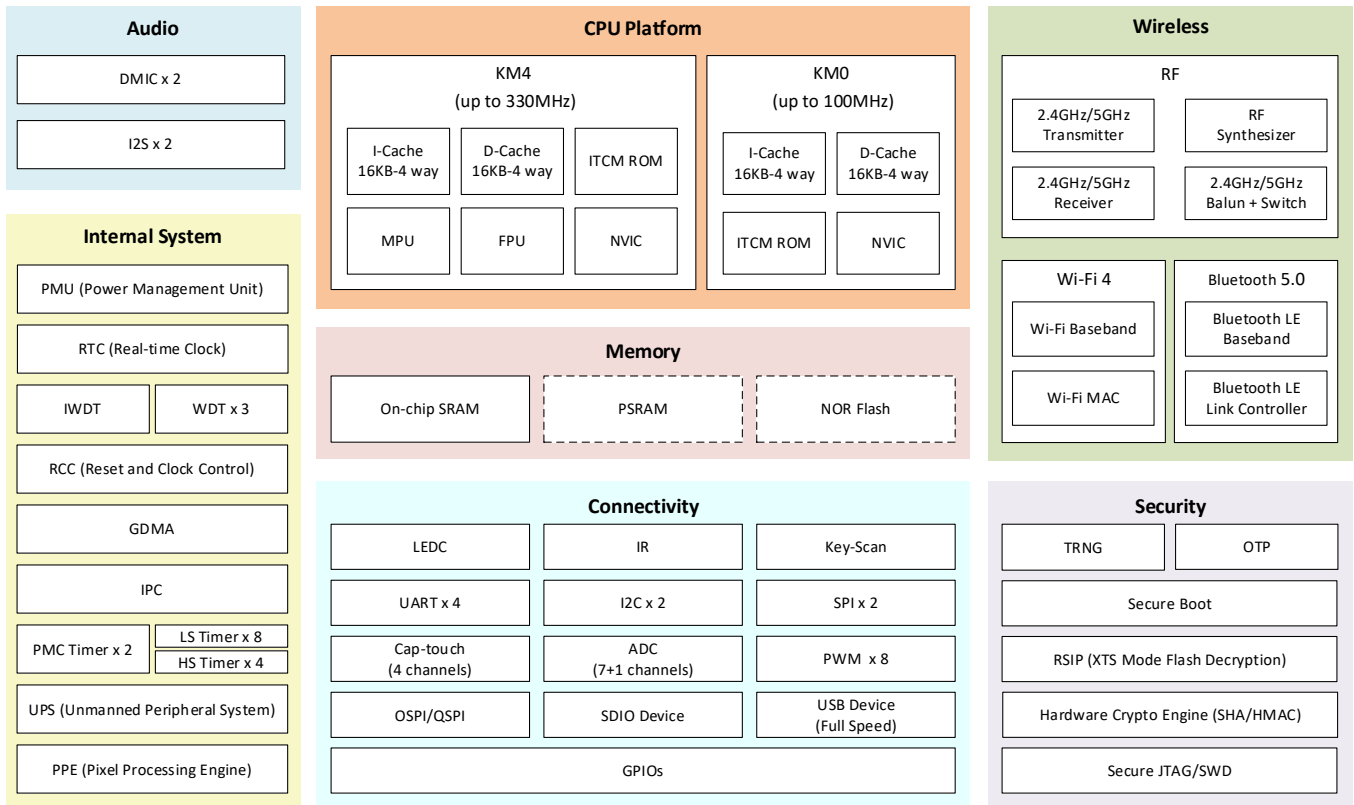 Audio
DMIC x 2
I2S x 2
Internal System
PMU (Power Management Unit)
RTC (Real-time Clock)
IWDT
WDT x 3
RCC (Reset and Clock Control)
GDMA
IPC
PMC Timer x 2
LS Timer x 8
HS Timer x 4
UPS (Unmanned Peripheral System)
PPE (Pixel Processing Engine)
CPU Platform
KM4
(up to 330MHz)
I-Cache
16KB-4 way
D-Cache
16KB-4 way
ITCM ROM
MPU
FPU
NVIC
KM0
(up to 100MHz)
I-Cache
16KB-4 way
D-Cache
16KB-4 way
ITCM ROM
NVIC
Memory
On-chip SRAM
PSRAM
NOR Flash
Connectivity
LEDC
IR
Key-Scan
UART x 4
I2C x 2
SPI x 2
Cap-touch
(4 channels)
ADC
(7+1 channels)
PWM x 8
OSPI/QSPI
SDIO Device
USB Device
(Full Speed)
GPIOs
Wireless
RF
2.4GHz/5GHz
Transmitter
RF
Synthesizer
2.4GHz/5GHz
Receiver
2.4GHz/5GHz
Balun + Switch
Wi-Fi 4
Wi-Fi Baseband
Wi-Fi MAC
Bluetooth 5.0
Bluetooth LE
Baseband
Bluetooth LE
Link Controller
Security
TRNG
OTP
Secure Boot
RSIP (XTS Mode Flash Decryption)
Hardware Crypto Engine (SHA/HMAC)
Secure JTAG/SWD